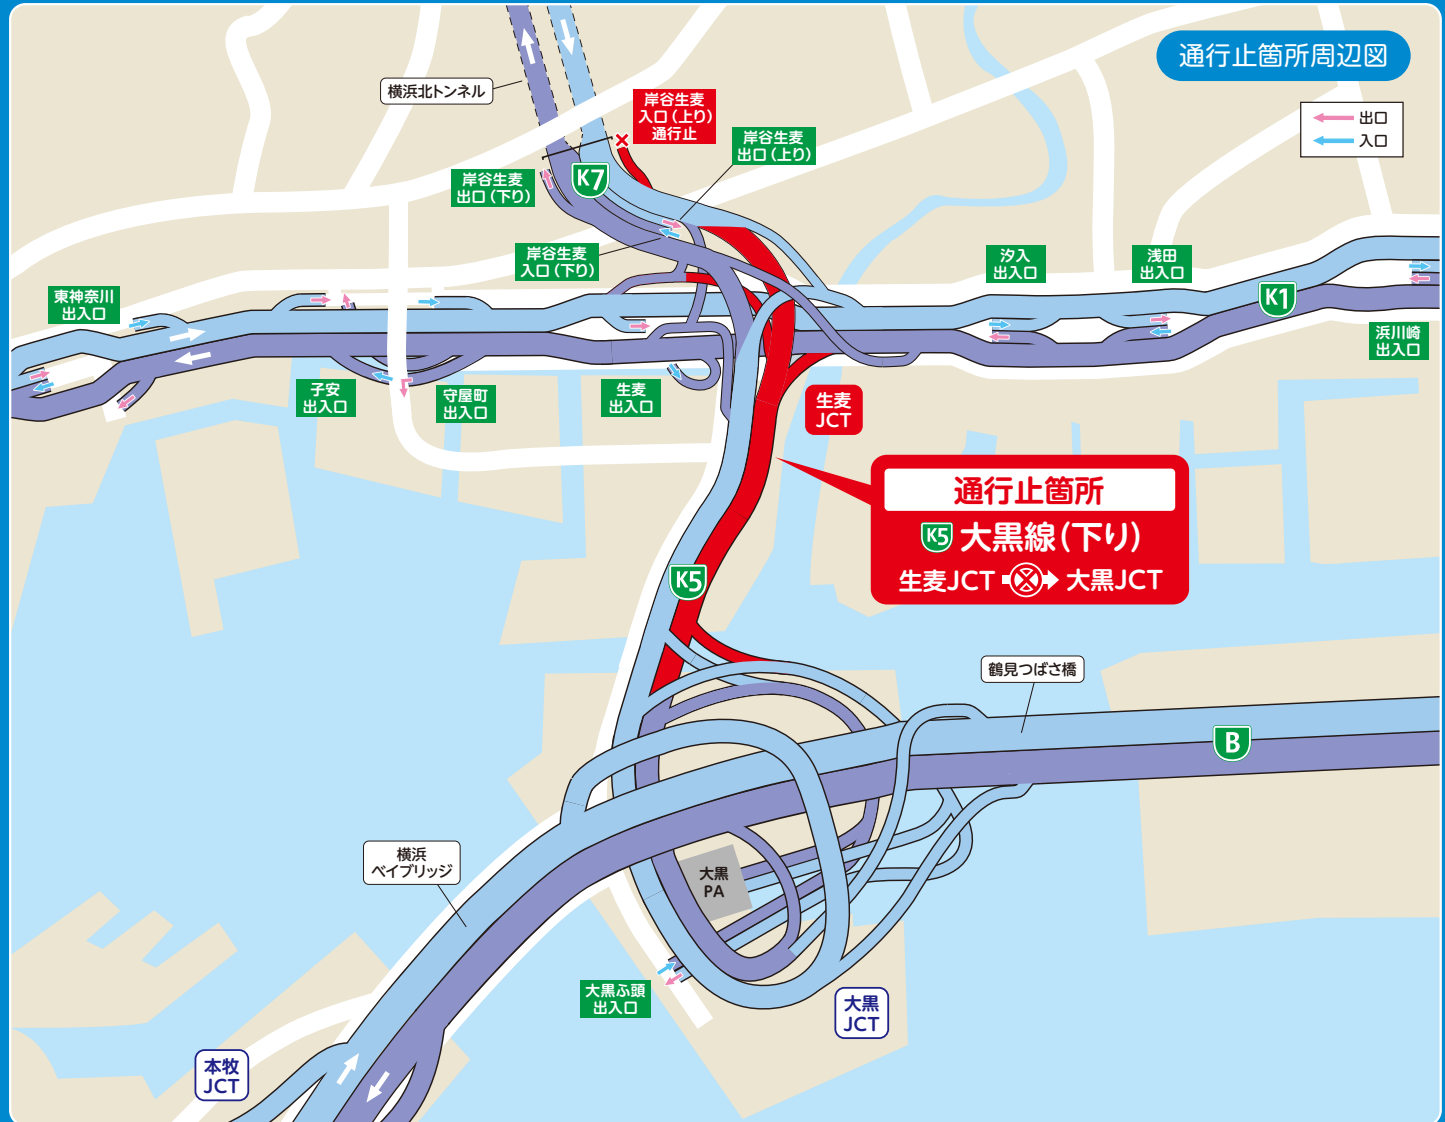 通行止箇所周辺図
出口
入口
横浜北トンネル
岸谷生麦
入口(上り)
通行止
岸谷生麦
出口(上り)
岸谷生麦
出口(下り)
K7
岸谷生麦
入口(下り)
汐入
出入口
浅田
出入口
K1
東神奈川
出入口
浜川崎
出入口
子安
出入口
守屋町
出入口
生麦
出入口
生麦
JCT
通行止箇所
K5 大黒線(下り)
生麦JCT 大黒JCT
K5
鶴見つばさ橋
B
横浜
ベイブリッジ
大黒
PA
大黒ふ頭
出入口
大黒
JCT
本牧
JCT